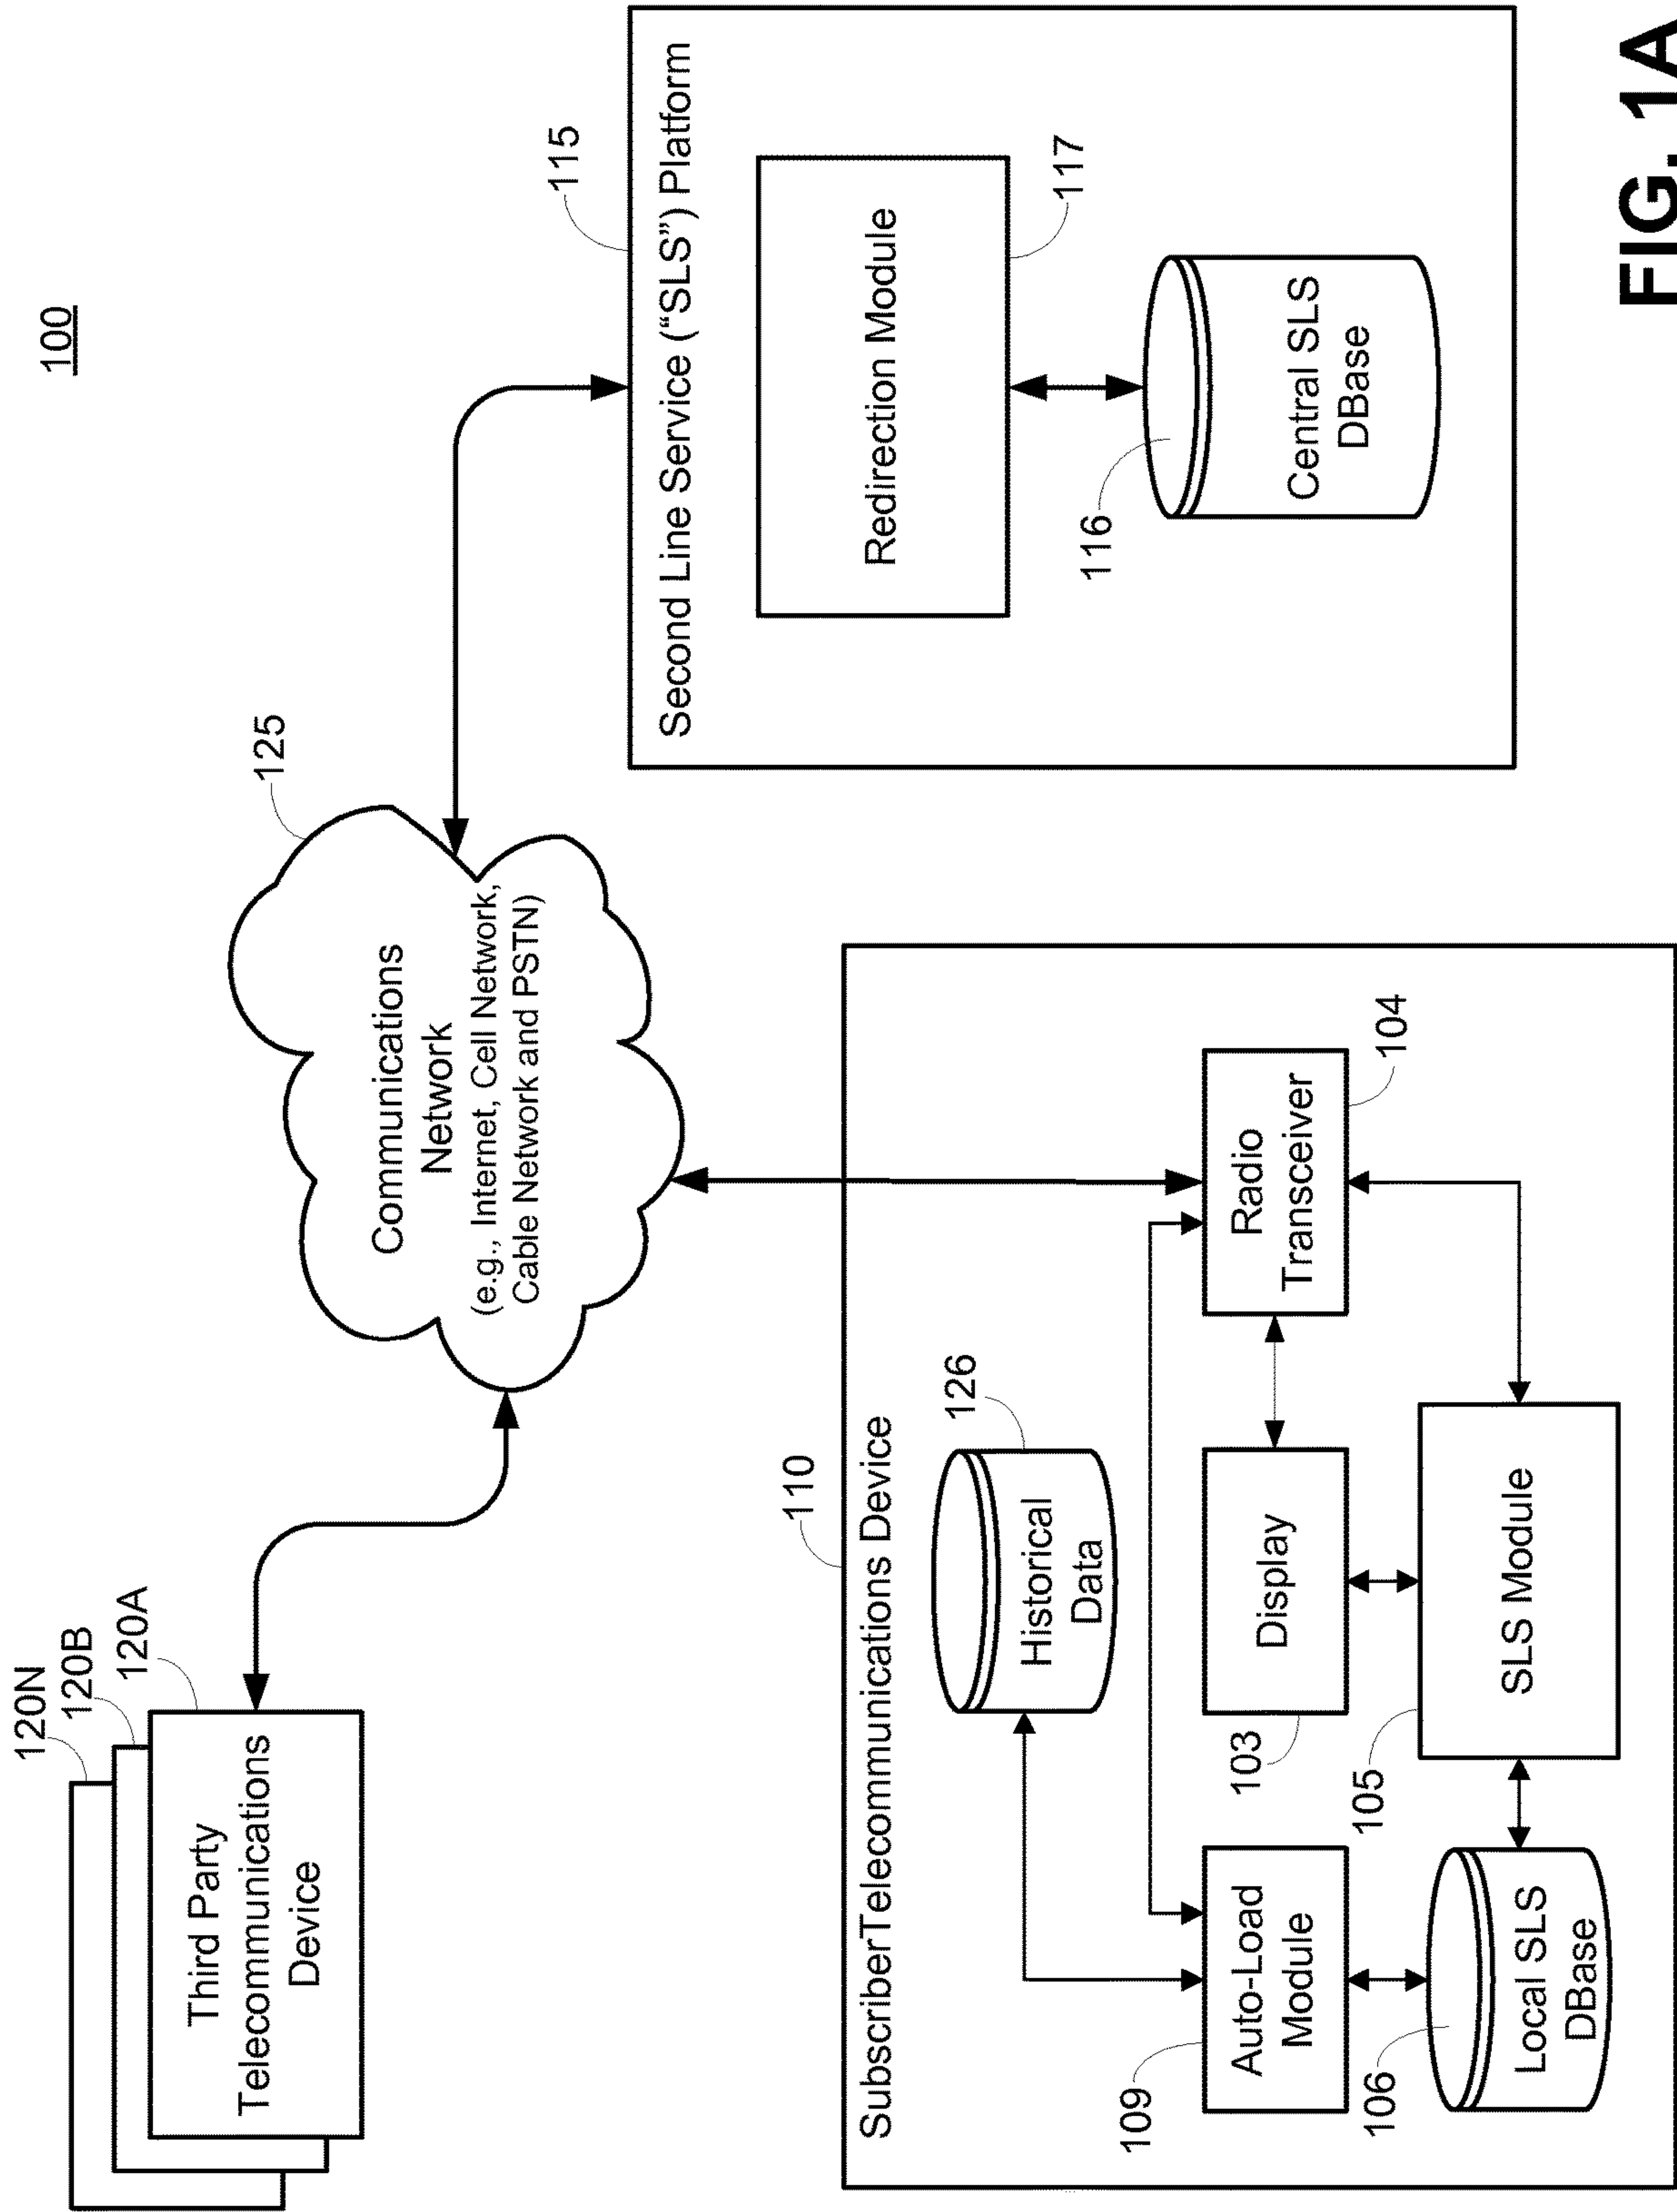 100
120N
120B
120A
Third Party
Telecommunications
Device
125
Communications
Network
(e.g., Internet, Cell Network,
Cable Network and PSTN)
115
Second Line Service (“SLS”) Platform
Redirection Module
117
116
Central SLS
DBase
110
SubscriberTelecommunications Device
126
Historical
Data
109
Auto-Load
Module
103
Display
Radio
Transceiver
104
106
Local SLS
DBase
105
SLS Module
FIG. 1A